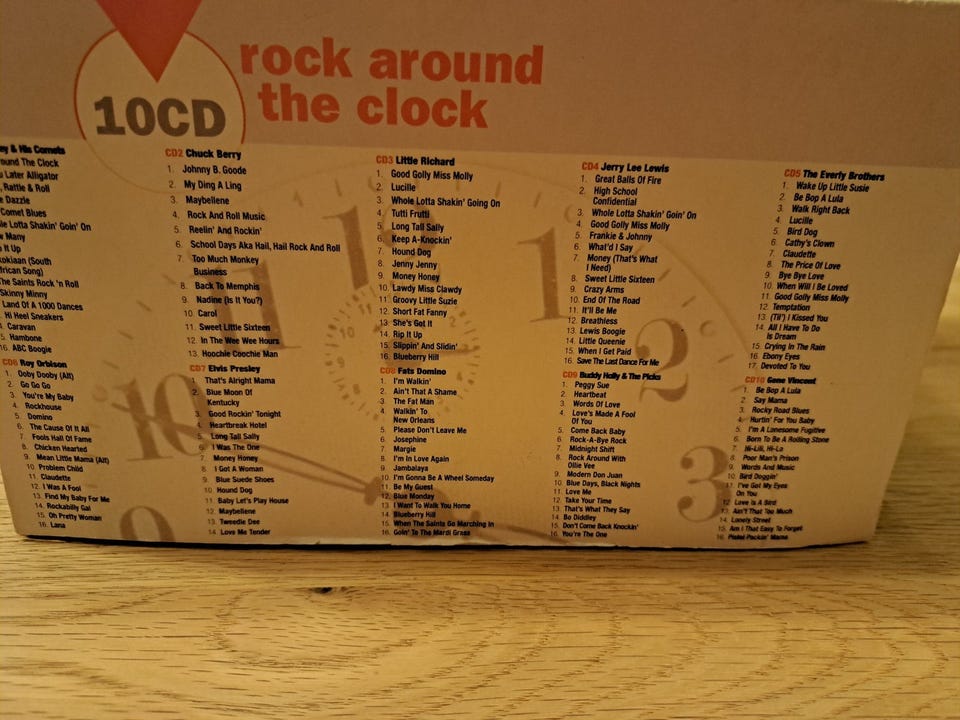 rock around
the clock
10CD
ey & His Comets
ound The Clock
u Later Alligator
, Rattle & Roll
e Dazzle
Comet Blues
le Lotta Shakin' Goin' On
w Many
n It Up
okiaan (South
frican Song)
The Saints Rock 'n Roll
Skinny Minny
Land Of A 1000 Dances
Hi Heel Sneakers
4. Caravan
5. Hambone
16. ABC Boogie
CD2 Chuck Berry
1. Johnny B. Goode
2. My Ding A Ling
3. Maybellene
4. Rock And Roll Music
5. Reelin' And Rockin'
6. School Days Aka Hail, Hail Rock And Roll
7. Too Much Monkey
Business
8. Back To Memphis
9. Nadine (Is It You?)
10. Carol
11. Sweet Little Sixteen
12. In The Wee Wee Hours
13. Hoochie Coochie Man
CD3 Little Richard
1. Good Golly Miss Molly
2. Lucille
3. Whole Lotta Shakin' Going On
4. Tutti Frutti
5. Long Tall Sally
6. Keep A-Knockin'
7. Hound Dog
8. Jenny Jenny
9. Money Honey
10. Lawdy Miss Clawdy
11. Groovy Little Suzie
12. Short Fat Fanny
13. She's Got It
14. Rip It Up
15. Slippin' And Slidin'
16. Blueberry Hill
CD4 Jerry Lee Lewis
1. Great Balls Of Fire
2. High School
Confidential
3. Whole Lotta Shakin' Goin' On
4. Good Golly Miss Molly
5. Frankie & Johnny
6. What'd I Say
7. Money (That's What
I Need)
8. Sweet Little Sixteen
9. Crazy Arms
10. End Of The Road
11. It'll Be Me
12. Breathless
13. Lewis Boogie
14. Little Queenie
15. When I Get Paid
16. Save The Last Dance For Me
CD5 The Everly Brothers
1. Wake Up Little Susie
2. Be Bop A Lula
3. Walk Right Back
4. Lucille
5. Bird Dog
6. Cathy's Clown
7. Claudette
8. The Price Of Love
9. Bye Bye Love
10. When Will I Be Loved
11. Good Golly Miss Molly
12. Temptation
13. (Til') I Kissed You
14. All I Have To Do
Is Dream
15. Crying In The Rain
16. Ebony Eyes
17. Devoted To You
CD6 Roy Orbison
1. Ooby Dooby (Alt)
2. Go Go Go
3. You're My Baby
4. Rockhouse
5. Domino
6. The Cause Of It All
7. Fools Hall Of Fame
8. Chicken Hearted
9. Mean Little Mama (Alt)
10. Problem Child
11. Claudette
12. I Was A Fool
13. Find My Baby For Me
14. Rockabilly Gal
15. Oh Pretty Woman
16. Lana
CD7 Elvis Presley
1. That's Alright Mama
2. Blue Moon Of
Kentucky
3. Good Rockin' Tonight
4. Heartbreak Hotel
5. Long Tall Sally
6. I Was The One
7. Money Honey
8. I Got A Woman
9. Blue Suede Shoes
10. Hound Dog
11. Baby Let's Play House
12. Maybellene
13. Tweedle Dee
14. Love Me Tender
CD8 Fats Domino
1. I'm Walkin'
2. Ain't That A Shame
3. The Fat Man
4. Walkin' To
New Orleans
5. Please Don't Leave Me
6. Josephine
7. Margie
8. I'm In Love Again
9. Jambalaya
10. I'm Gonna Be A Wheel Someday
11. Be My Guest
12. Blue Monday
13. I Want To Walk You Home
14. Blueberry Hill
15. When The Saints Go Marching In
16. Goin' To The Mardi Grass
CD9 Buddy Holly & The Picks
1. Peggy Sue
2. Heartbeat
3. Words Of Love
4. Love's Made A Fool
Of You
5. Come Back Baby
6. Rock-A-Bye Rock
7. Midnight Shift
8. Rock Around With
Ollie Vee
9. Modern Don Juan
10. Blue Days, Black Nights
11. Love Me
12. Take Your Time
13. That's What They Say
14. Bo Diddley
15. Don't Come Back Knockin'
16. You're The One
CD10 Gene Vincent
1. Be Bop A Lula
2. Say Mama
3. Rocky Road Blues
4. Hurtin' For You Baby
5. I'm A Lonesome Fugitive
6. Born To Be A Rolling Stone
7. Hi-Lili, Hi-Lo
8. Poor Man's Prison
9. Words And Music
10. Bird Doggin'
11. I've Got My Eyes
On You
12. Love Is A Bird
13. Ain't That Too Much
14. Lonely Street
15. Am I That Easy To Forget
16. Pistol Packin' Mama
11
12
1
2
3
9
10